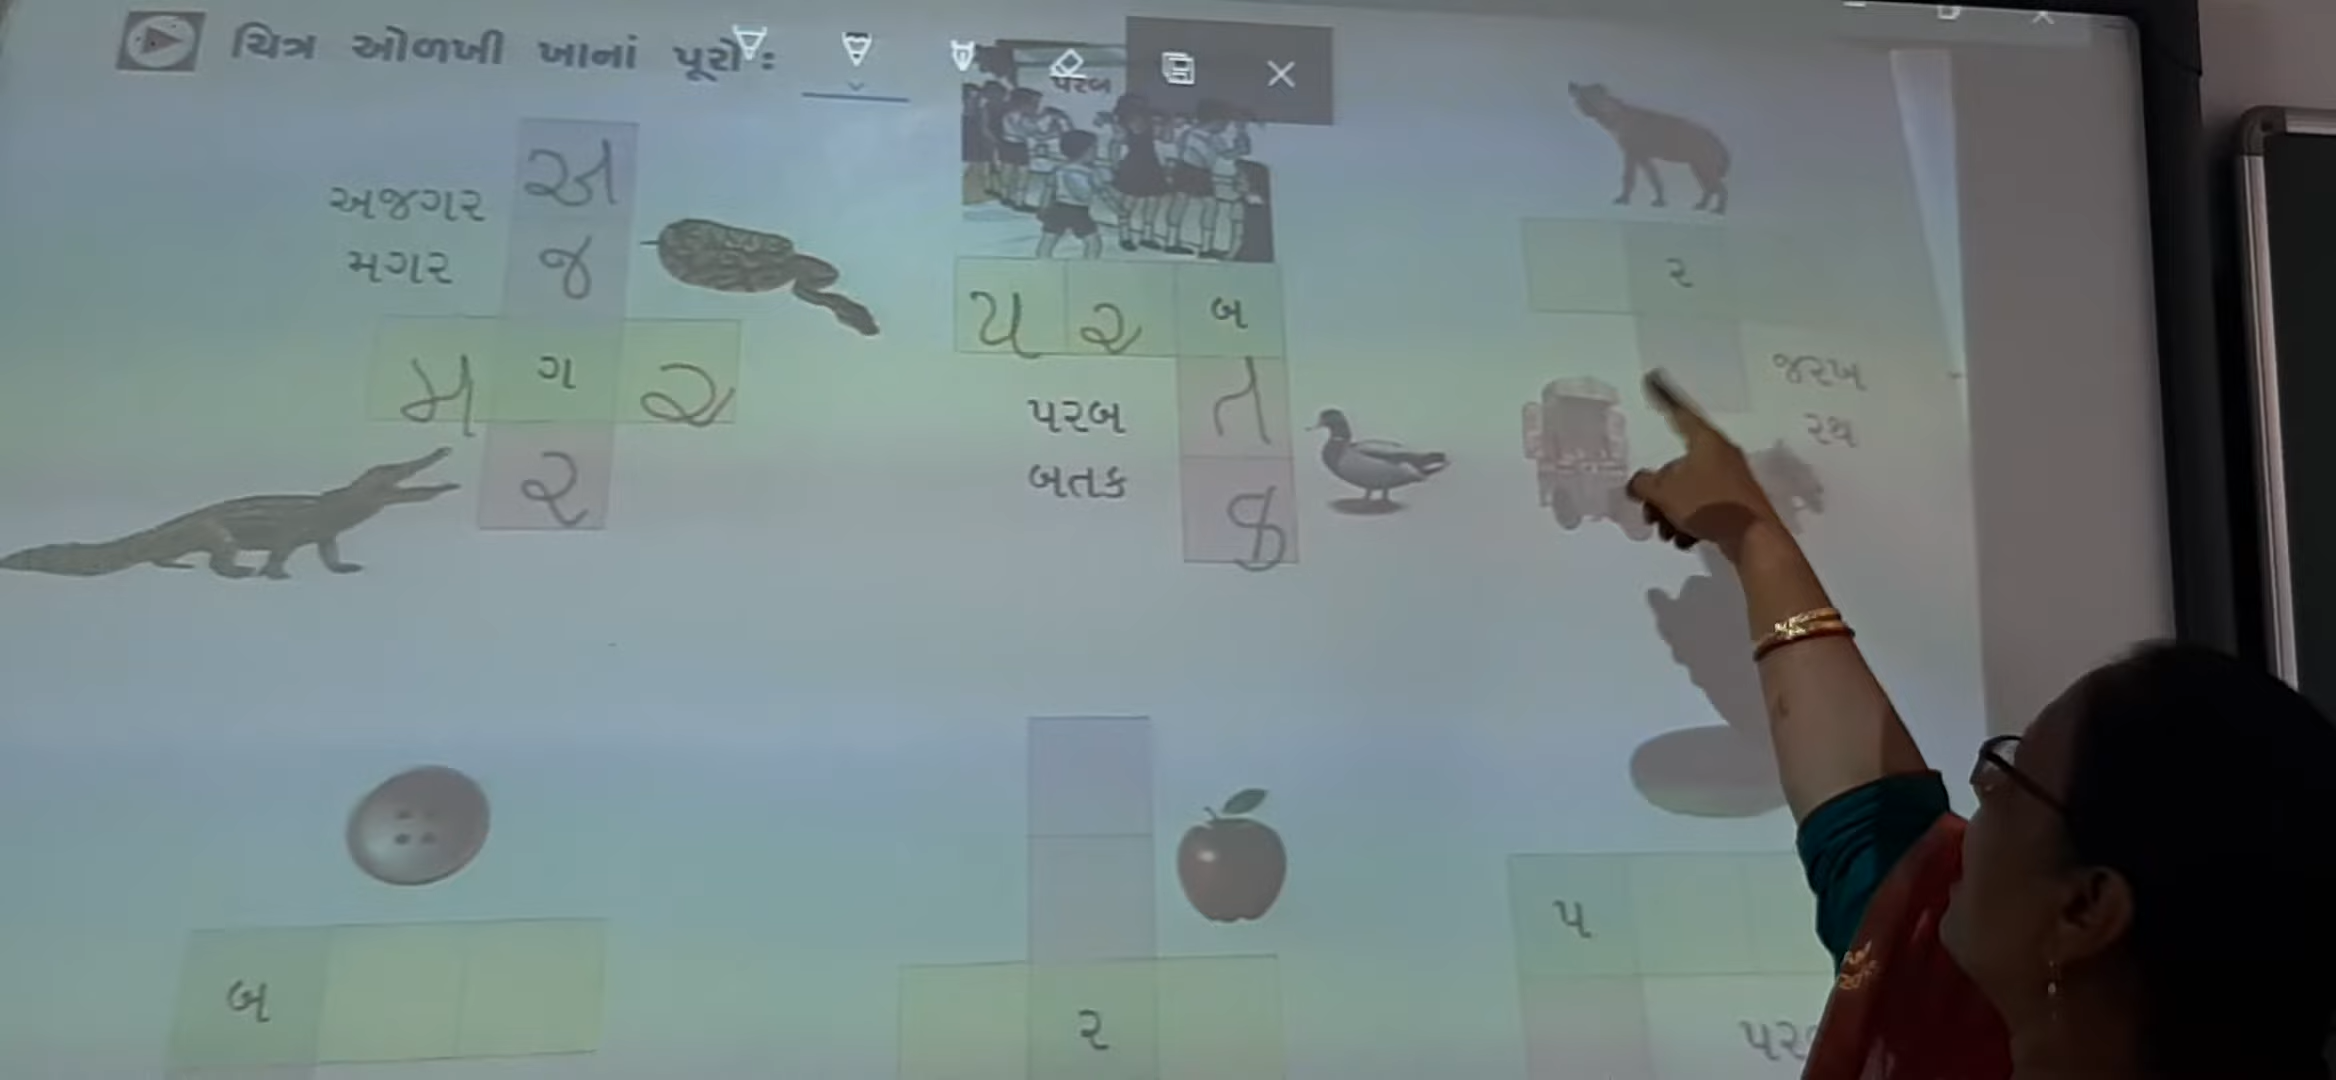 ચિત્ર ઓળખી ખાનાં પૂરો :
પરબ
અ
અજગર
મગર
જ
મ ગ ર
ર
પ ર બ
પરબ
બતક
ત
ક
ર
જરખ
રથ
બ
ર
પ